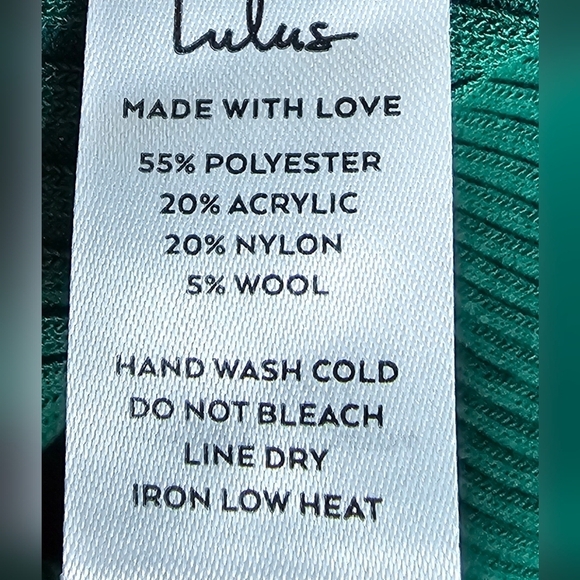 Lulus
MADE WITH LOVE
55% POLYESTER
20% ACRYLIC
20% NYLON
5% WOOL
HAND WASH COLD
DO NOT BLEACH
LINE DRY
IRON LOW HEAT